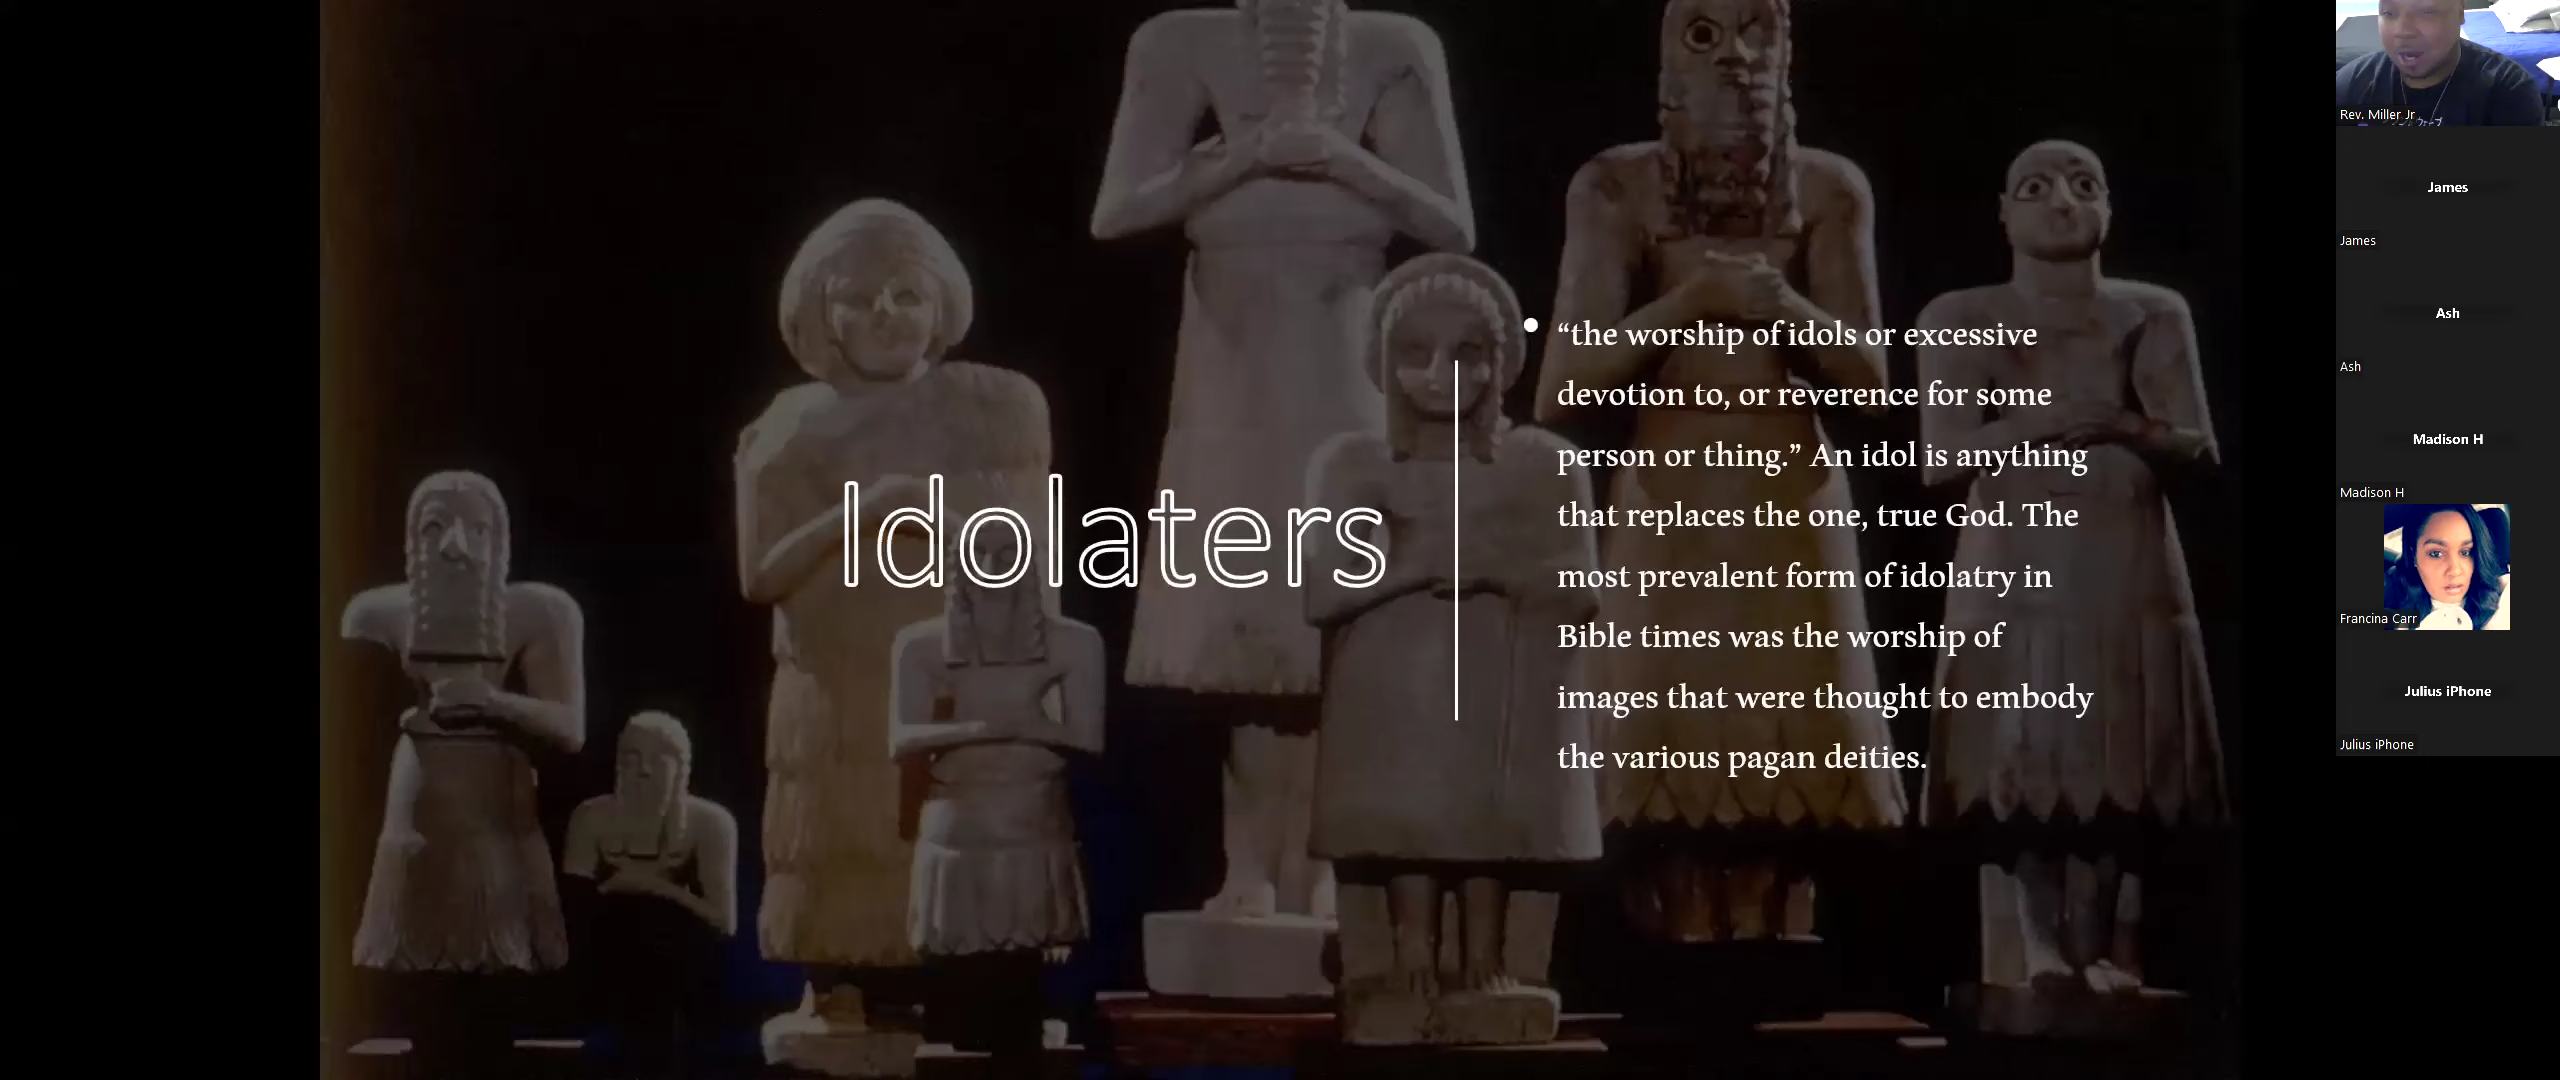 Idolaters
• “the worship of idols or excessive
devotion to, or reverence for some
person or thing.” An idol is anything
that replaces the one, true God. The
most prevalent form of idolatry in
Bible times was the worship of
images that were thought to embody
the various pagan deities.
Rev. Miller Jr
James
James
Ash
Ash
Madison H
Madison H
Francina Carr
Julius iPhone
Julius iPhone